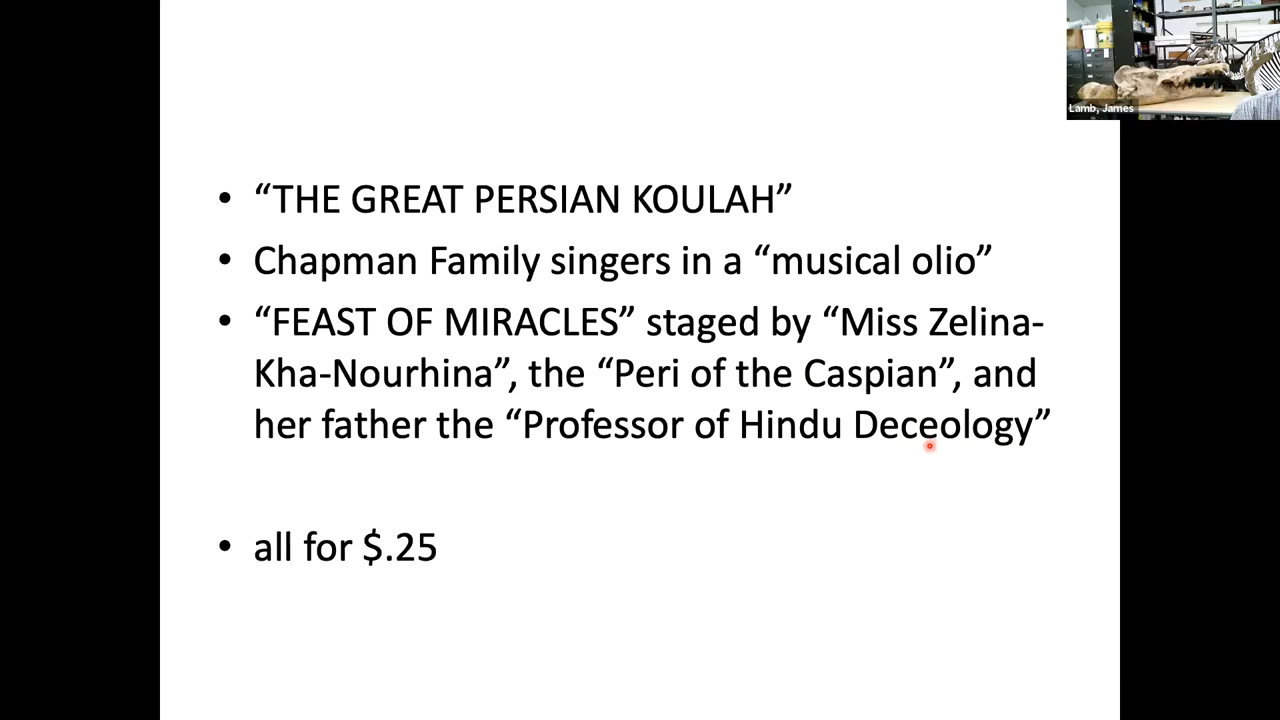 Lamb, James
• “THE GREAT PERSIAN KOULAH”
• Chapman Family singers in a “musical olio”
• “FEAST OF MIRACLES” staged by “Miss Zelina-
Kha-Nourhina”, the “Peri of the Caspian”, and
her father the “Professor of Hindu Deceology”
• all for $.25